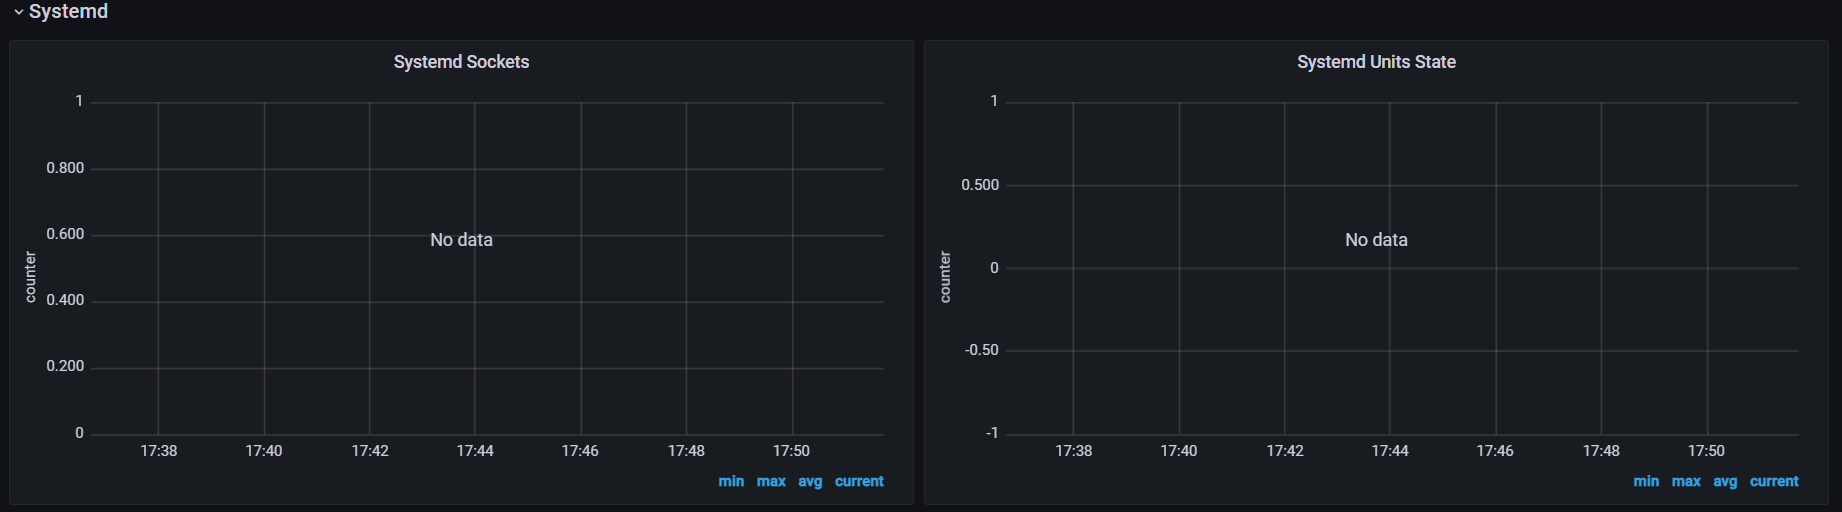 Systemd
Systemd Sockets
1
0.800
0.600
0.400
0.200
0
counter
No data
17:38 17:40 17:42 17:44 17:46 17:48 17:50
min max avg current
Systemd Units State
1
0.500
0
-0.50
-1
counter
No data
17:38 17:40 17:42 17:44 17:46 17:48 17:50
min max avg current